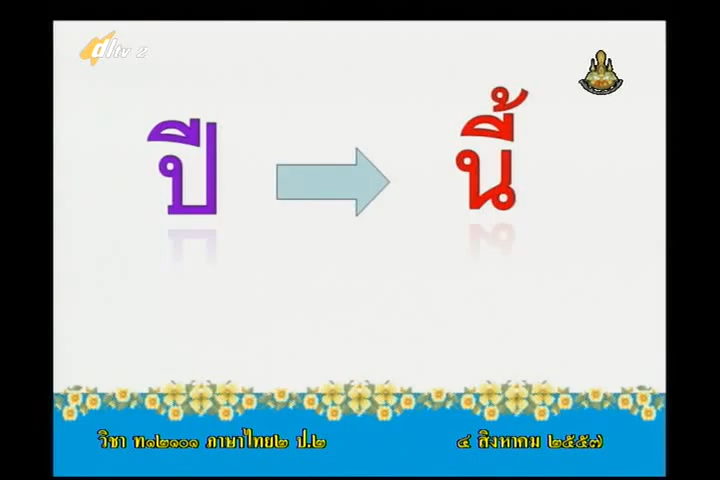 dltv 2
ปี นี้
วิชา ท๑๒๑๐๑ ภาษาไทย๒ ป.๒ ๔ สิงหาคม ๒๕๕๗